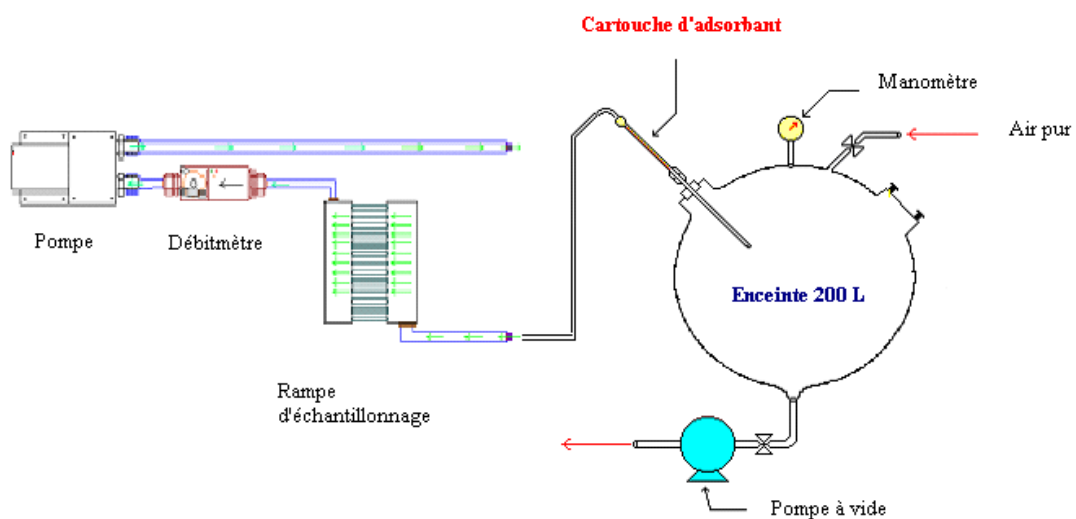 Cartouche d'adsorbant
Manomètre
Air pur
Pompe
Débitmètre
Enceinte 200 L
Rampe
d'échantillonnage
Pompe à vide